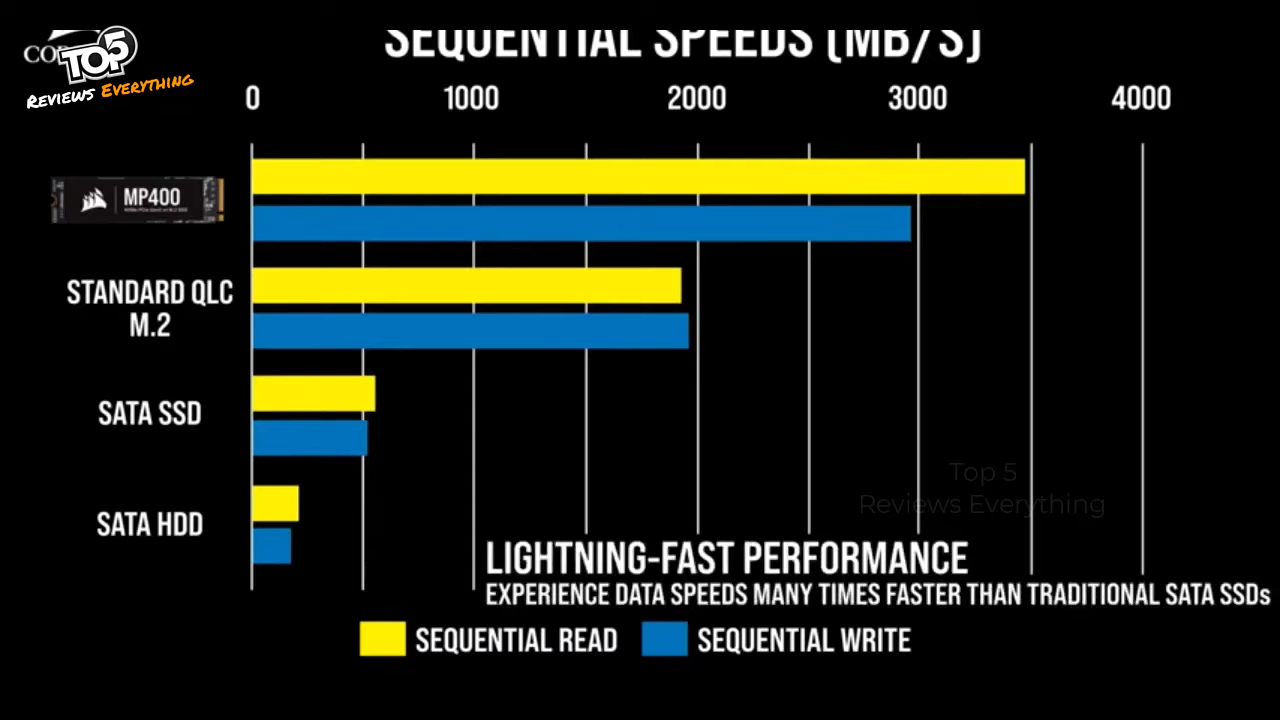 SEQUENTIAL SPEEDS (MB/S)
TOP 5
REVIEWS EVERYTHING
0 1000 2000 3000 4000
MP400
STANDARD QLC
M.2
SATA SSD
SATA HDD
Top 5
Reviews Everything
LIGHTNING-FAST PERFORMANCE
EXPERIENCE DATA SPEEDS MANY TIMES FASTER THAN TRADITIONAL SATA SSDs
SEQUENTIAL READ SEQUENTIAL WRITE